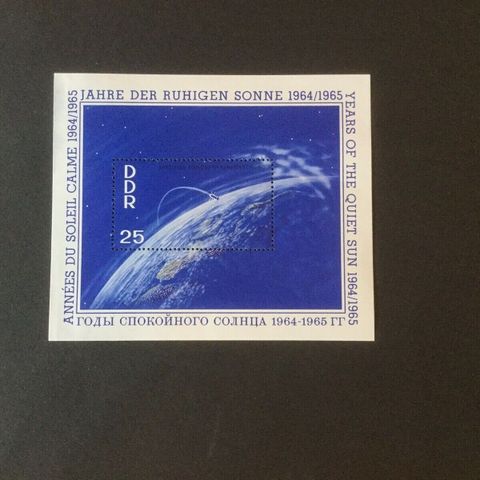 JAHRE DER RUHIGEN SONNE 1964/1965
YEARS OF THE QUIET SUN 1964/1965
ГОДЫ СПОКОЙНОГО СОЛНЦА 1964-1965 ГГ
ANNÉES DU SOLEIL CALME 1964/1965
DDR
25